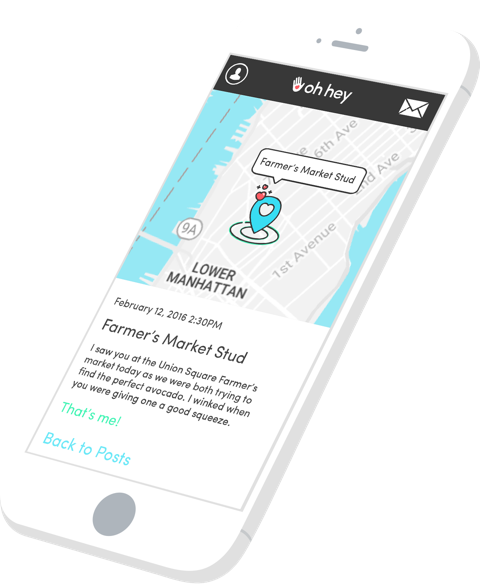 oh hey
6th Ave
Farmer's Market Stud
nd Ave
9A
1st Avenue
LOWER
MANHATTAN
February 12, 2016 2:30PM
Farmer's Market Stud
I saw you at the Union Square Farmer's
market today as we were both trying to
find the perfect avocado. I winked when
you were giving one a good squeeze.
That's me!
Back to Posts